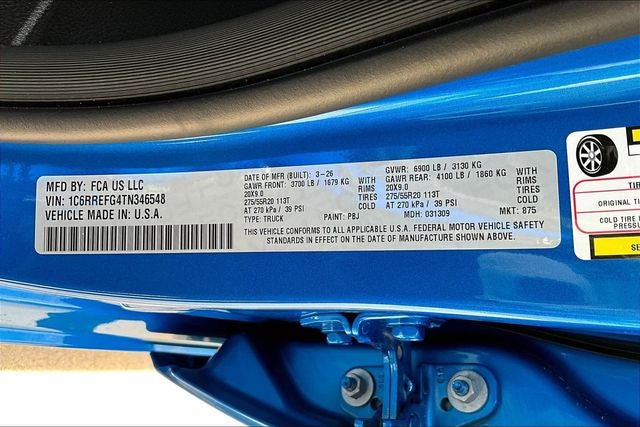 MFD BY: FCA US LLC
VIN: 1C6RREFG4TN346548
VEHICLE MADE IN U.S.A.
DATE OF MFR (BUILT): 3-26
GAWR FRONT: 3700 LB / 1679 KG
WITH
20X9.0
RIMS
275/55R20 113T
TIRES
AT 270 kPa / 39 PSI
COLD
TYPE: TRUCK
PAINT: PBJ
GVWR: 6900 LB / 3130 KG
GAWR REAR: 4100 LB / 1860 KG
WITH
20X9.0
RIMS
275/55R20 113T
TIRES
AT 270 kPa / 39 PSI
COLD
MDH: 031309
MKT: 875
THIS VEHICLE CONFORMS TO ALL APPLICABLE U.S.A. FEDERAL MOTOR VEHICLE SAFETY
STANDARDS IN EFFECT ON THE DATE OF MANUFACTURE SHOWN ABOVE.
ORIGINAL TI
COLD TIRE
PRESSU
SE